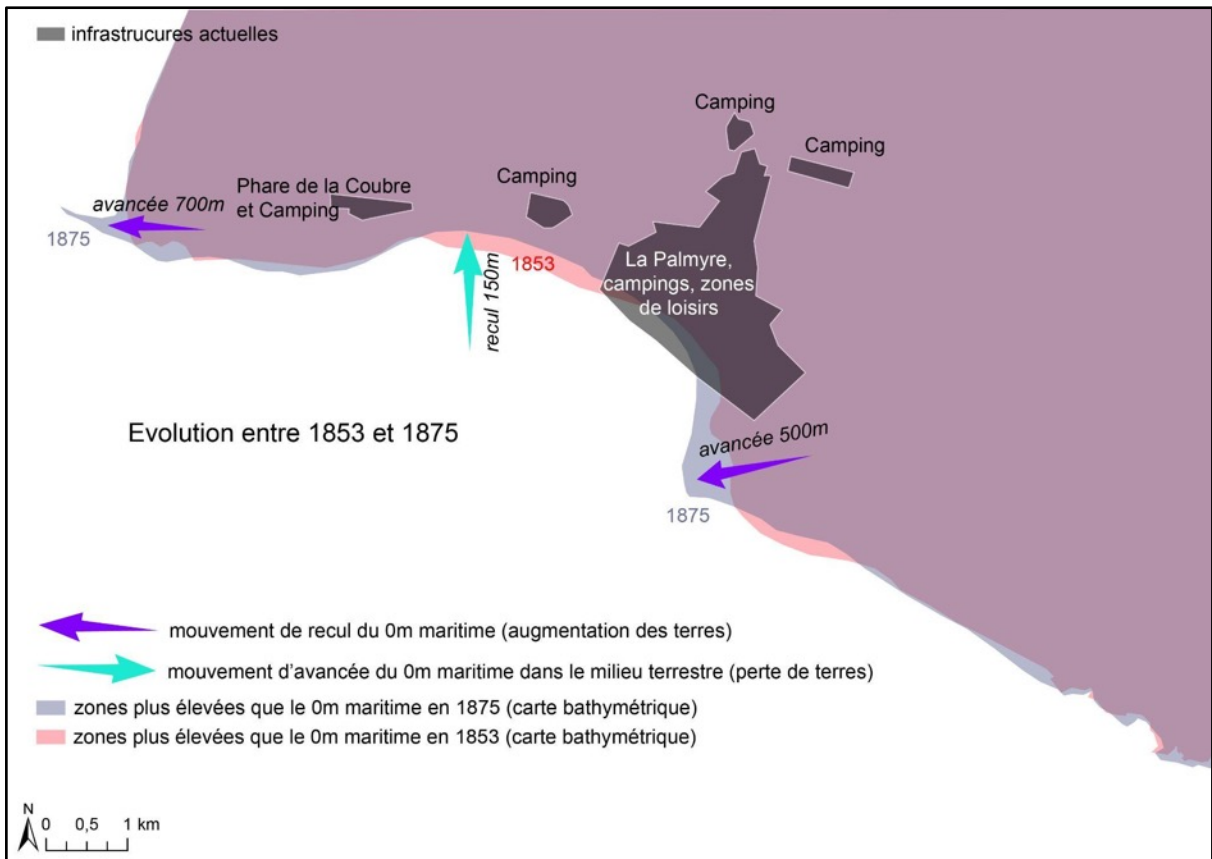 infrastrucures actuelles
Camping
Camping
Phare de la Coubre
et Camping
Camping
avancée 700m
1875
1853
recul 150m
La Palmyre,
campings, zones
de loisirs
Evolution entre 1853 et 1875
avancée 500m
1875
mouvement de recul du 0m maritime (augmentation des terres)
mouvement d'avancée du 0m maritime dans le milieu terrestre (perte de terres)
zones plus élevées que le 0m maritime en 1875 (carte bathymétrique)
zones plus élevées que le 0m maritime en 1853 (carte bathymétrique)
N
0 0,5 1 km